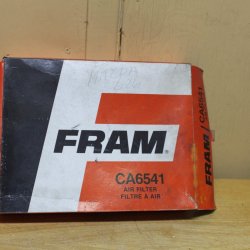 FRAM
CA6541
AIR FILTER
FILTRE À AIR
FRAM / CA6541